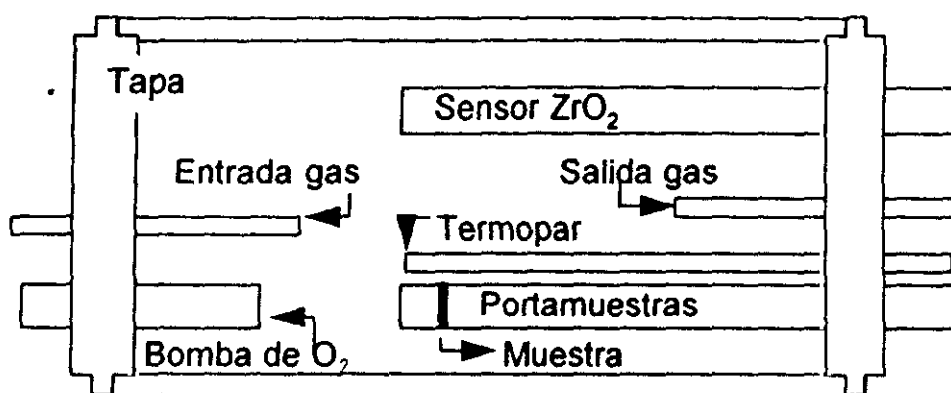 Tapa
Sensor ZrO₂
Entrada gas
Salida gas
Termopar
Portamuestras
Bomba de O₂
Muestra